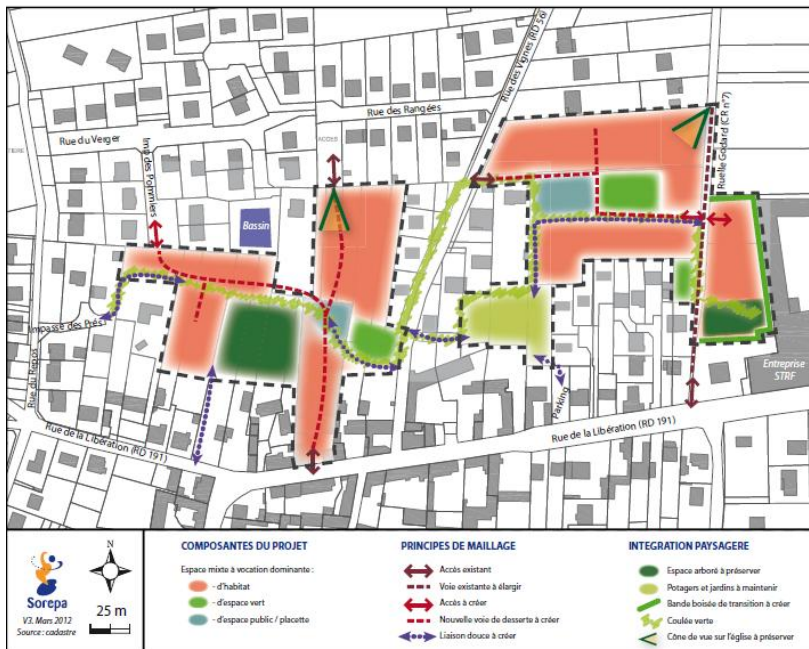 Rue des Vignes (RD 56)
Rue des Rangées
Rue du Verger
ACCES
Imp des Pommiers
Ruelle Godard (CR n°7)
Bassin
Impasse des Prés
Rue du Repos
Parking
Entreprise
STRF
Rue de la Libération (RD 191)
Rue de la Libération (RD 191)
Sorepa
V3. Mars 2012
Source : cadastre
N
25 m
COMPOSANTES DU PROJET
Espace mixte à vocation dominante :
- d'habitat
- d'espace vert
- d'espace public / placette
PRINCIPES DE MAILLAGE
Accès existant
Voie existante à élargir
Accès à créer
Nouvelle voie de desserte à créer
Liaison douce à créer
INTEGRATION PAYSAGERE
Espace arboré à préserver
Potagers et jardins à maintenir
Bande boisée de transition à créer
Coulée verte
Cône de vue sur l'église à préserver